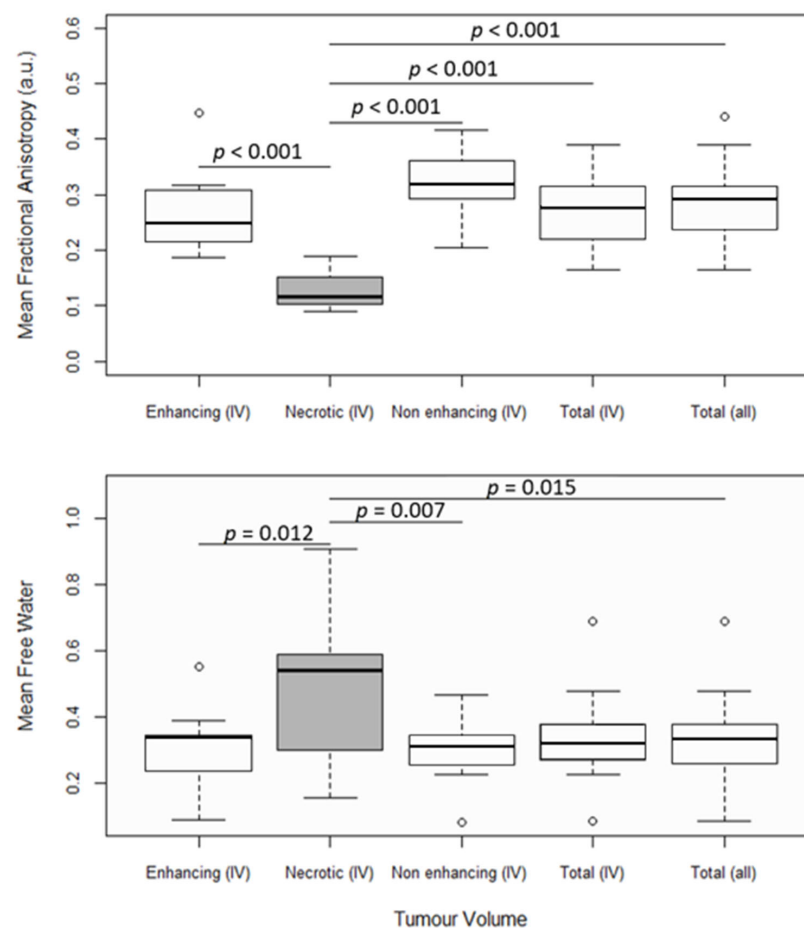 Mean Fractional Anisotropy (a.u.)
0.6
0.5
0.4
0.3
0.2
0.1
0.0
p < 0.001
p < 0.001
p < 0.001
p < 0.001
Enhancing (IV) Necrotic (IV) Non enhancing (IV) Total (IV) Total (all)
Mean Free Water
1.0
0.8
0.6
0.4
0.2
p = 0.015
p = 0.007
p = 0.012
Enhancing (IV) Necrotic (IV) Non enhancing (IV) Total (IV) Total (all)
Tumour Volume